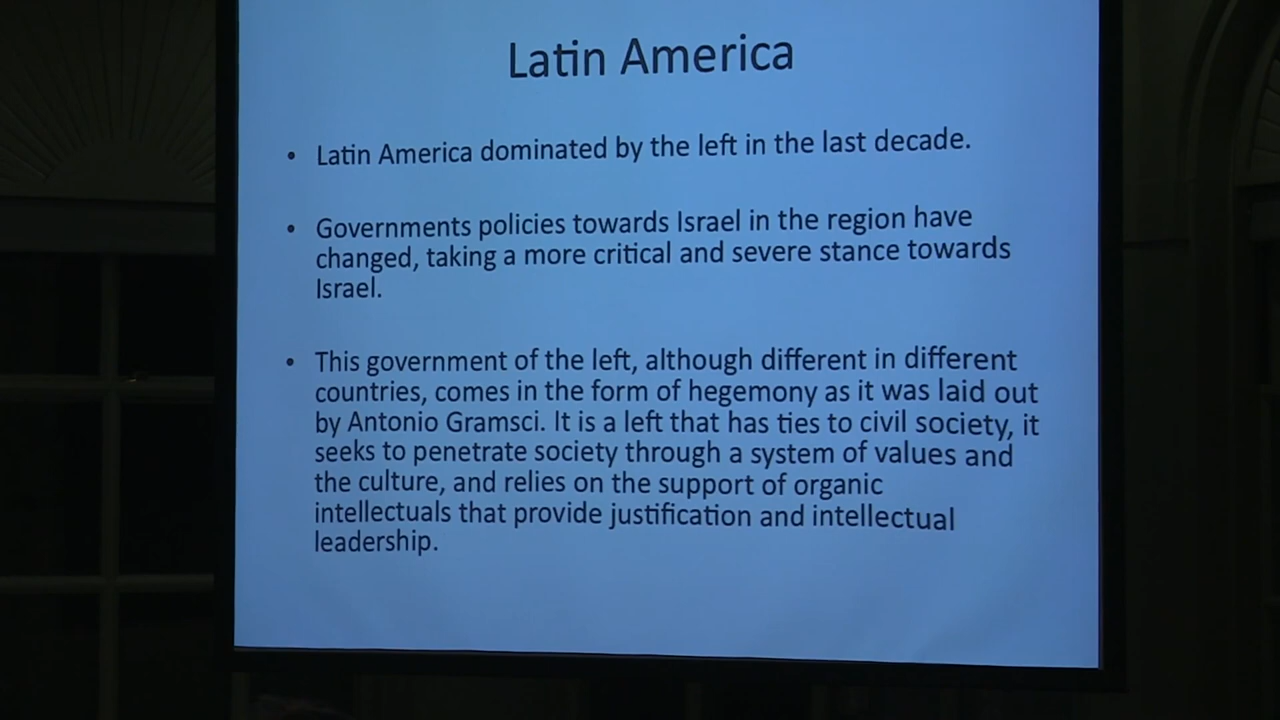 Latin America
• Latin America dominated by the left in the last decade.
• Governments policies towards Israel in the region have
changed, taking a more critical and severe stance towards
Israel.
• This government of the left, although different in different
countries, comes in the form of hegemony as it was laid out
by Antonio Gramsci. It is a left that has ties to civil society, it
seeks to penetrate society through a system of values and
the culture, and relies on the support of organic
intellectuals that provide justification and intellectual
leadership.